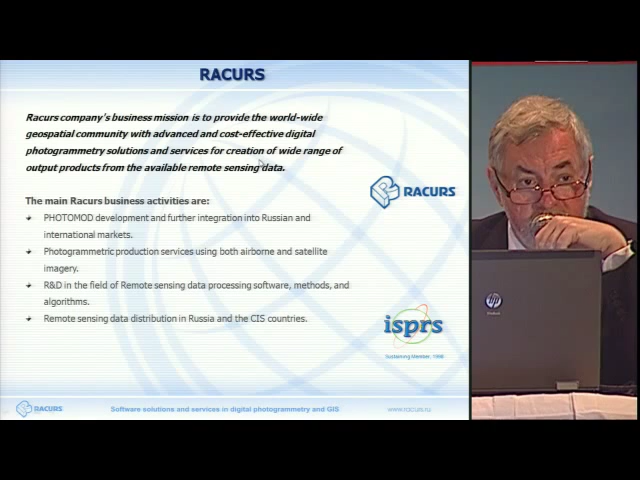 RACURS
Racurs company's business mission is to provide the world-wide
geospatial community with advanced and cost-effective digital
photogrammetry solutions and services for creation of wide range of
output products from the available remote sensing data.
The main Racurs business activities are:
PHOTOMOD development and further integration into Russian and
international markets.
Photogrammetric production services using both airborne and satellite
imagery.
R&D in the field of Remote sensing data processing software, methods, and
algorithms.
Remote sensing data distribution in Russia and the CIS countries.
RACURS
isprs
Sustaining Member, 1998
RACURS
Software solutions and services in digital photogrammetry and GIS
www.racurs.ru
hp